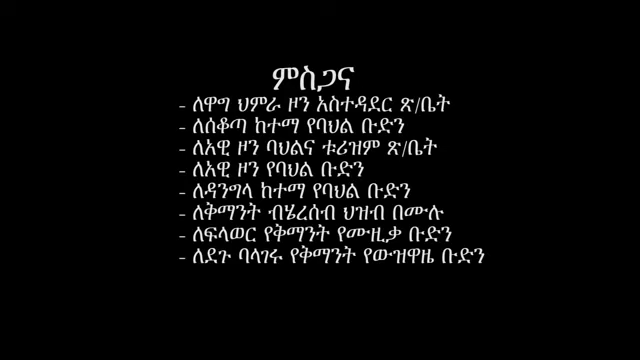 ምስጋና
- ለዋግ ህምራ ዞን አስተዳደር ጽ/ቤት
- ለሰቆጣ ከተማ የባህል ቡድን
- ለአዊ ዞን ባህልና ቱሪዝም ጽ/ቤት
- ለአዊ ዞን የባህል ቡድን
- ለዳንግላ ከተማ የባህል ቡድን
- ለቅማንት ብሄረሰብ ህዝብ በሙሉ
- ለፍላወር የቅማንት የሙዚቃ ቡድን
- ለደጉ ባላገሩ የቅማንት የውዝዋዜ ቡድን